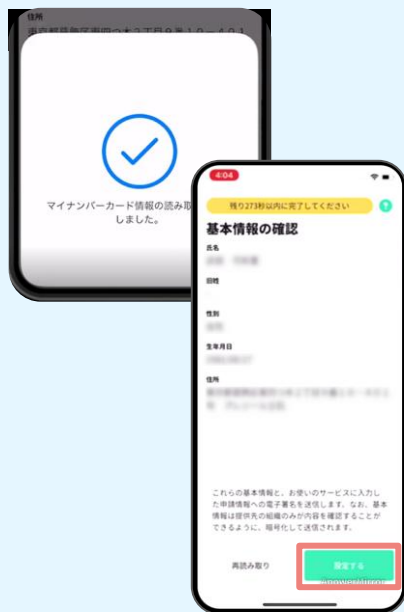 住所
マイナンバーカード情報の読み取
しました。
4:04
残り273秒以内に完了してください
基本情報の確認
氏名
旧姓
性別
生年月日
住所
これらの基本情報と、お使いのサービスに入力し
た申請情報への電子署名を送信します。なお、基本
情報は提供先の組織のみが内容を確認することが
できるように、暗号化して送信されます。
再読み取り
設定する